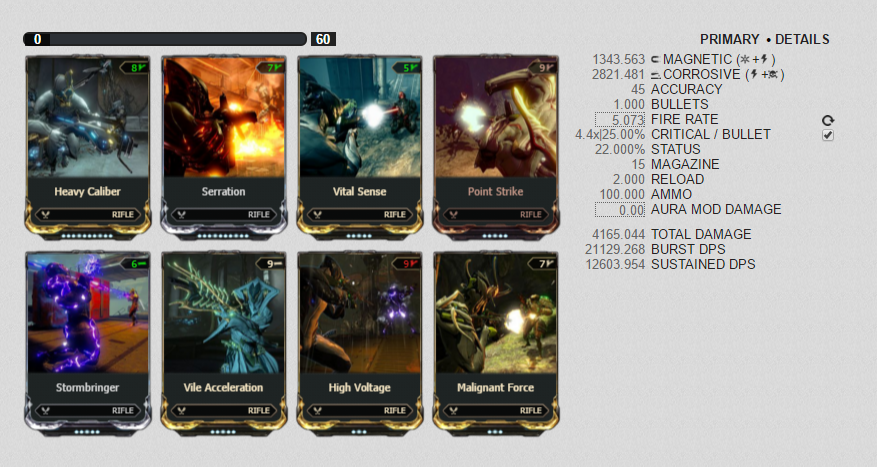 0 60
8 7 5 9
Heavy Caliber Serration Vital Sense Point Strike
RIFLE RIFLE RIFLE RIFLE
6 9 9 7
Stormbringer Vile Acceleration High Voltage Malignant Force
RIFLE RIFLE RIFLE RIFLE
PRIMARY • DETAILS
1343.563 MAGNETIC ( + )
2821.481 CORROSIVE ( + )
45 ACCURACY
1.000 BULLETS
5.073 FIRE RATE
4.4x|25.00% CRITICAL / BULLET
22.000% STATUS
15 MAGAZINE
2.000 RELOAD
100.000 AMMO
0.00 AURA MOD DAMAGE
4165.044 TOTAL DAMAGE
21129.268 BURST DPS
12603.954 SUSTAINED DPS